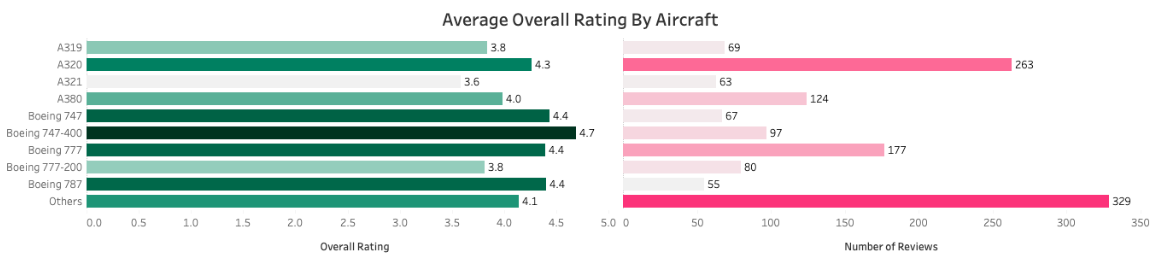 Average Overall Rating By Aircraft
A319 3.8 69
A320 4.3 263
A321 3.6 63
A380 4.0 124
Boeing 747 4.4 67
Boeing 747-400 4.7 97
Boeing 777 4.4 177
Boeing 777-200 3.8 80
Boeing 787 4.4 55
Others 4.1 329
0.0 0.5 1.0 1.5 2.0 2.5 3.0 3.5 4.0 4.5 5.0 0 50 100 150 200 250 300 350
Overall Rating Number of Reviews